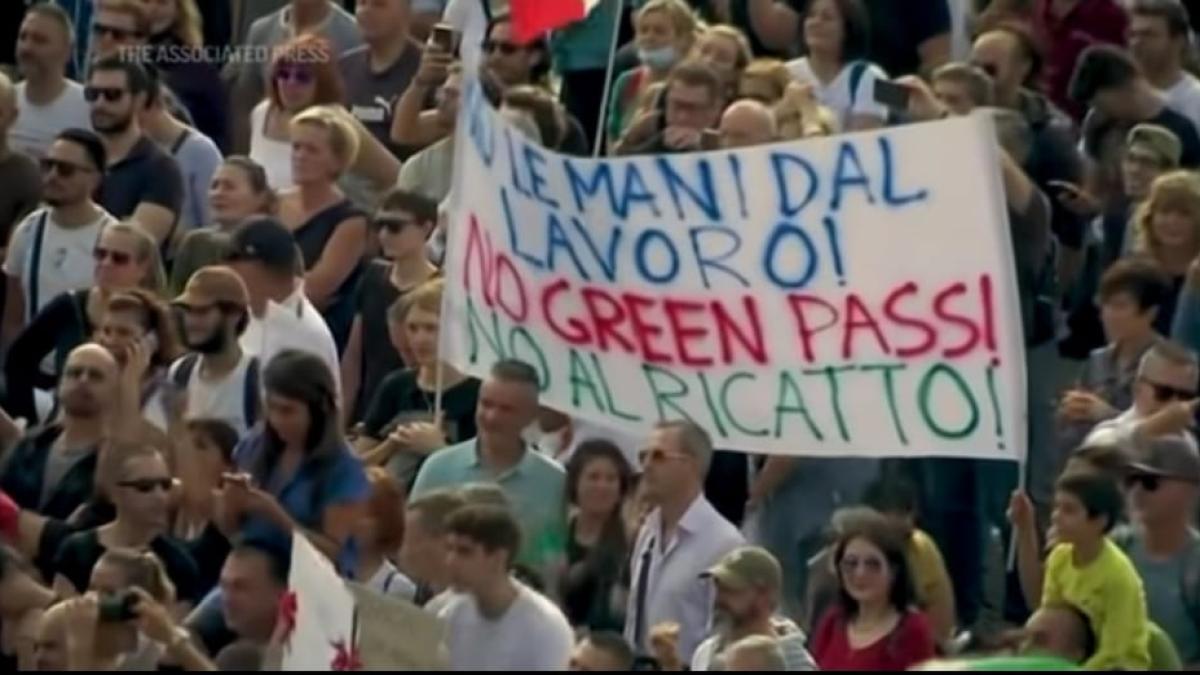 THE ASSOCIATED PRESS
LE MANI DAL
LAVORO!
NO GREEN PASS!
NO AL RICATTO!